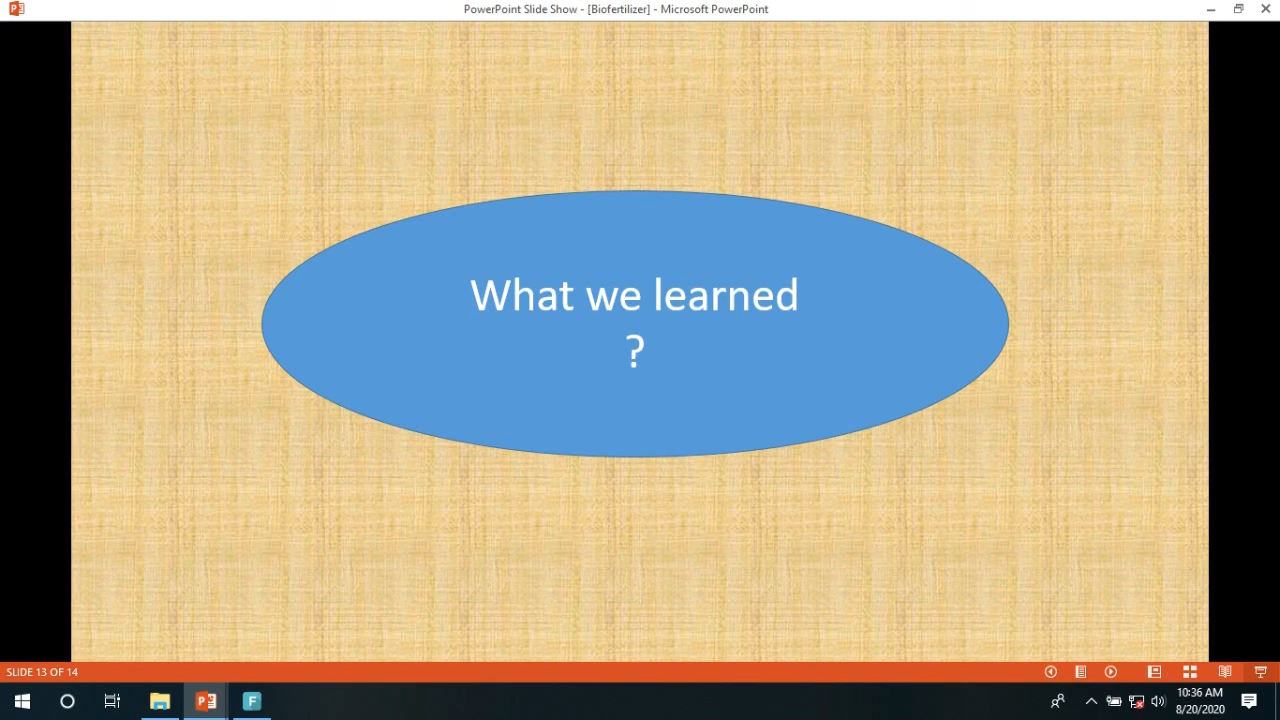 PowerPoint Slide Show - [Biofertilizer] - Microsoft PowerPoint
What we learned
?
SLIDE 13 OF 14
10:36 AM
8/20/2020